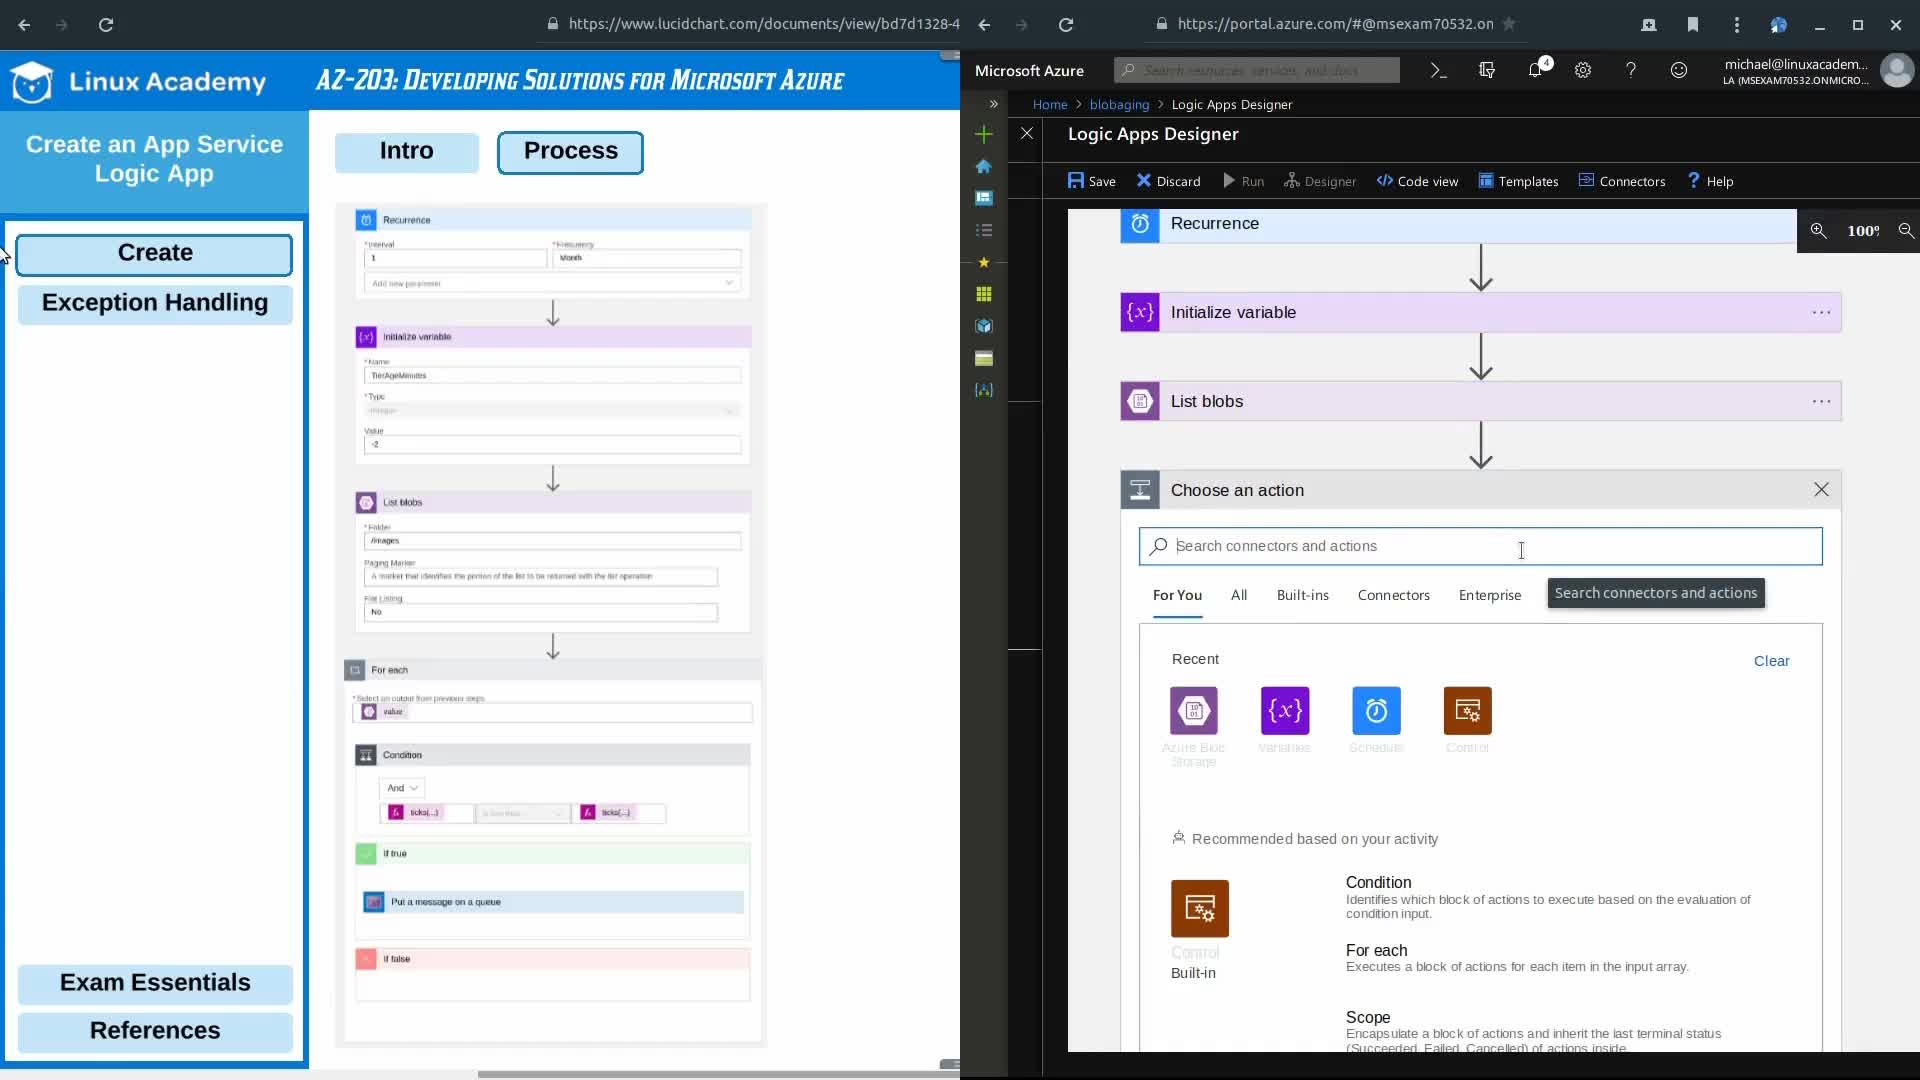 https://www.lucidchart.com/documents/view/bd7d1328-4
Linux Academy
AZ-203: Developing Solutions for Microsoft Azure
Create an App Service
Logic App
Create
Exception Handling
Exam Essentials
References
Intro
Process
Recurrence
* Interval
* Frequency
1
Month
Add new parameter
Initialize variable
* Name
TierAgeMinutes
* Type
Integer
Value
-2
List blobs
* Folder
/images
Paging Marker
A marker that identifies the portion of the list to be returned with the list operation
Flat Listing
No
For each
* Select an output from previous steps
value
Condition
And
ticks(...)
is less than
ticks(...)
If true
Put a message on a queue
If false
https://portal.azure.com/#@msexam70532.on
Microsoft Azure
Search resources, services, and docs
4
michael@linuxacadem...
LA (MSEXAM70532.ONMICRO...
Home > blobaging > Logic Apps Designer
Logic Apps Designer
Save
Discard
Run
Designer
Code view
Templates
Connectors
Help
100%
Recurrence
Initialize variable
List blobs
Choose an action
Search connectors and actions
For You
All
Built-ins
Connectors
Enterprise
Search connectors and actions
Recent
Clear
Azure Blob
Storage
Variables
Schedule
Control
Recommended based on your activity
Control
Built-in
Condition
Identifies which block of actions to execute based on the evaluation of
condition input.
For each
Executes a block of actions for each item in the input array.
Scope
Encapsulate a block of actions and inherit the last terminal status
(Succeeded, Failed, Cancelled) of actions inside.